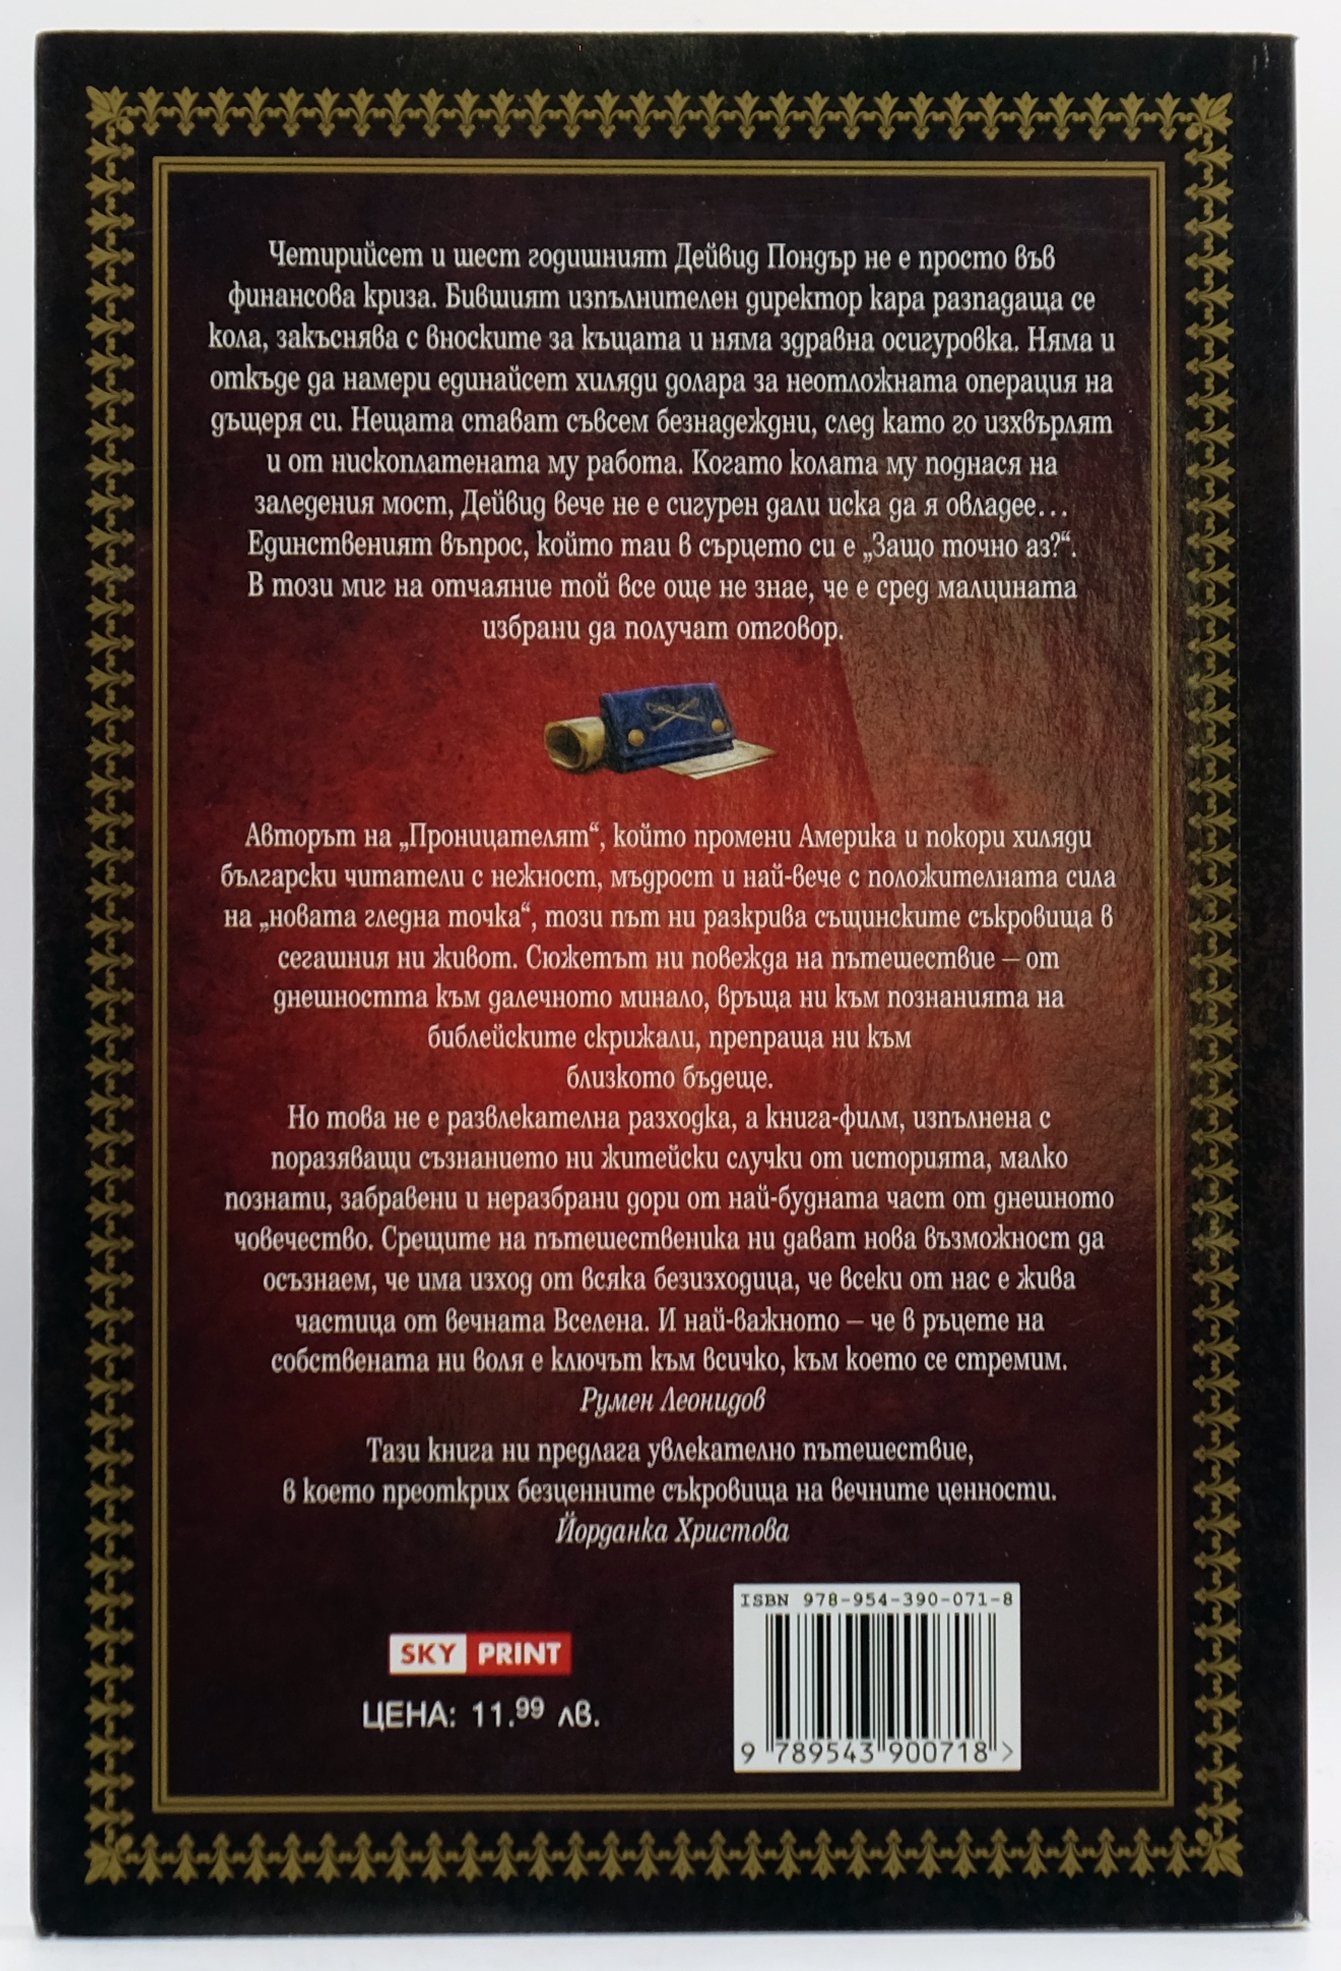 Четирийсет и шест годишният Дейвид Пондър не е просто във
финансова криза. Бившият изпълнителен директор кара разпадаща се
кола, закъснява с вноските за къщата и няма здравна осигуровка. Няма и
откъде да намери единайсет хиляди долара за неотложната операция на
дъщеря си. Нещата стават съвсем безнадеждни, след като го изхвърлят
и от нископлатената му работа. Когато колата му поднася на
заледения мост, Дейвид вече не е сигурен дали иска да я овладее…
Единственият въпрос, който таи в сърцето си е „Защо точно аз?“.
В този миг на отчаяние той все още не знае, че е сред малцината
избрани да получат отговор.
Авторът на „Проницателят“, който промени Америка и покори хиляди
български читатели с нежност, мъдрост и най-вече с положителната сила
на „новата гледна точка“, този път ни разкрива същинските съкровища в
сегашния ни живот. Сюжетът ни повежда на пътешествие – от
днешността към далечното минало, връща ни към познанията на
библейските скрижали, препраща ни към
близкото бъдеще.
Но това не е развлекателна разходка, а книга-филм, изпълнена с
поразяващи съзнанието ни житейски случки от историята, малко
познати, забравени и неразбрани дори от най-будната част от днешното
човечество. Срещите на пътешественика ни дават нова възможност да
осъзнаем, че има изход от всяка безизходица, че всеки от нас е жива
частица от вечната Вселена. И най-важното – че в ръцете на
собствената ни воля е ключът към всичко, към което се стремим.
Румен Леонидов
Тази книга ни предлага увлекателно пътешествие,
в което преоткрих безценните съкровища на вечните ценности.
Йорданка Христова
ISBN 978-954-390-071-8
SKY PRINT
ЦЕНА: 11.99 лв.
9 789543 900718 >